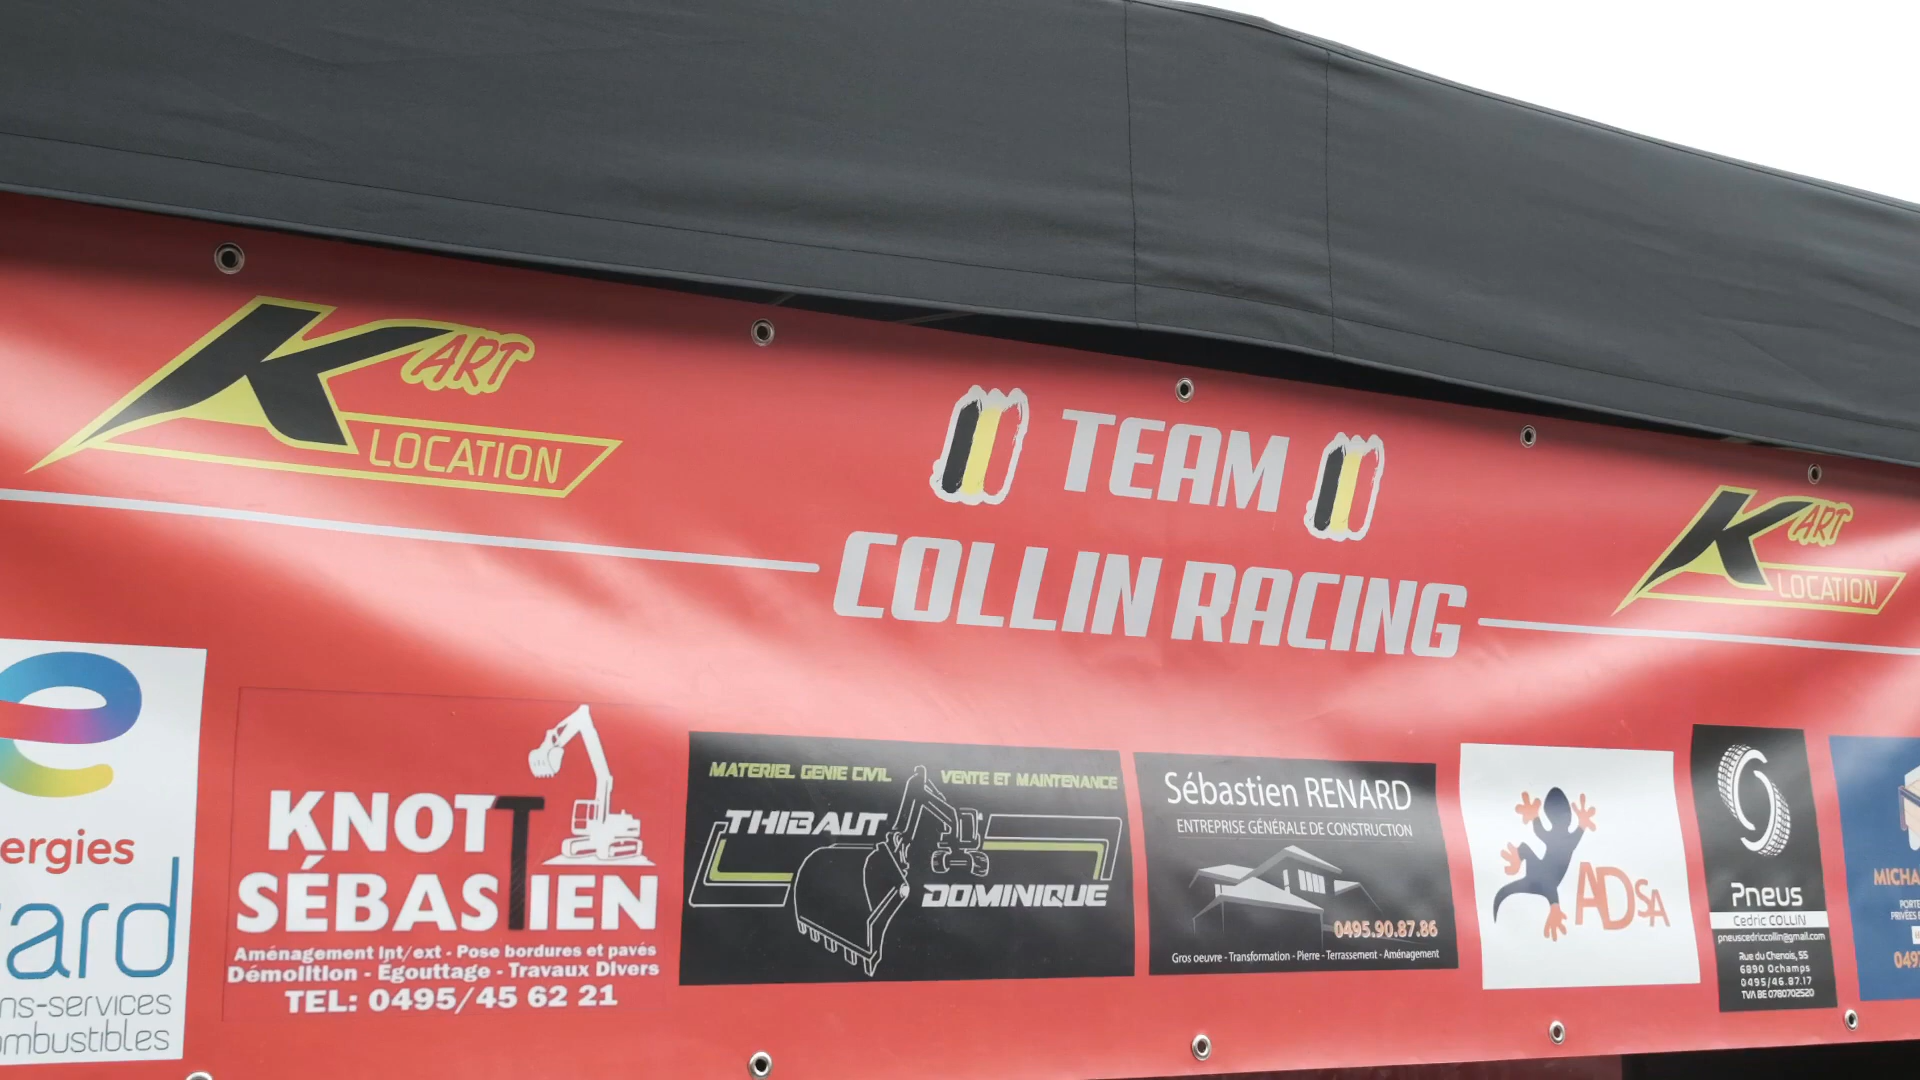 KART
LOCATION
TEAM
COLLIN RACING
KART
LOCATION
ergies
ard
ns-services
mbustibles
KNOTT
SÉBASTIEN
Aménagement Int/ext - Pose bordures et pavés
Démolition - Égouttage - Travaux Divers
TEL: 0495/45 62 21
MATERIEL GENIE CIVIL VENTE ET MAINTENANCE
THIBAUT
DOMINIQUE
Sébastien RENARD
ENTREPRISE GÉNÉRALE DE CONSTRUCTION
0495.90.87.86
Gros oeuvre - Transformation - Pierre - Terrassement - Aménagement
ADSA
Pneus
Cedric COLLIN
pneuscedriccollin@gmail.com
Rue du Chenois, 55
6890 Ochamps
0495/46.87.17
TVA BE 0780702520
MICHA
PORTE
PRIVÉES
049